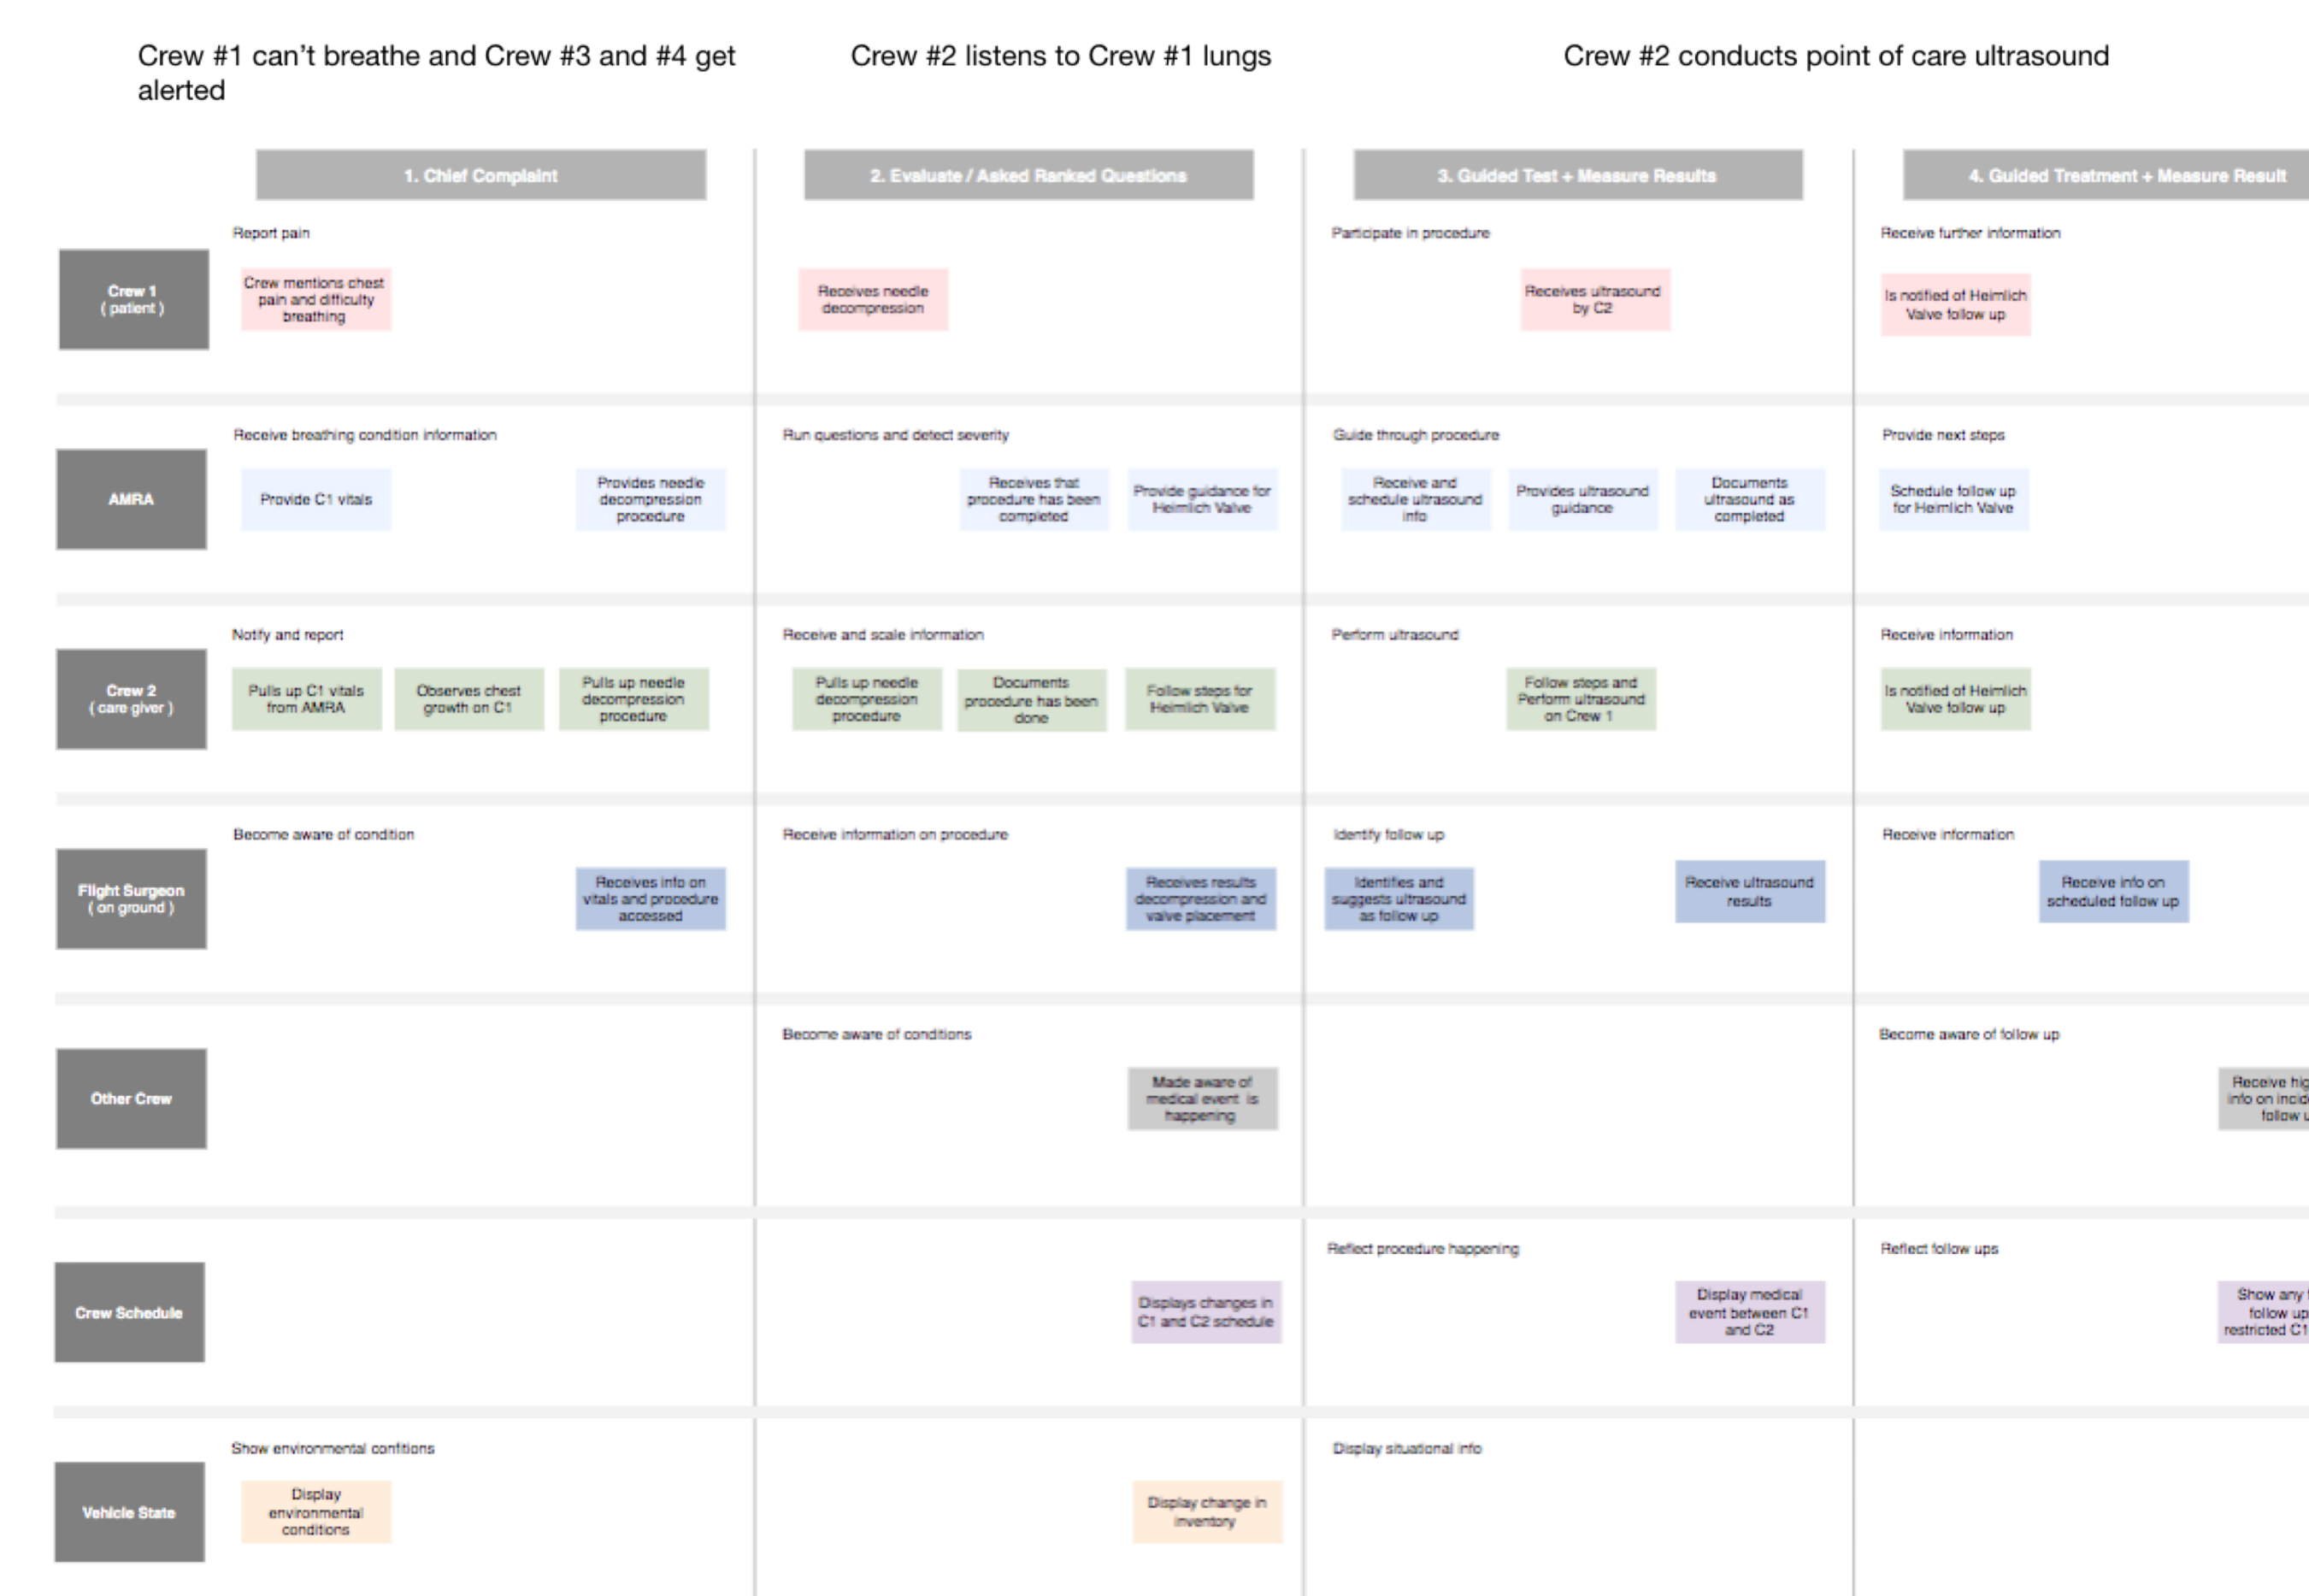 Crew #1 can't breathe and Crew #3 and #4 get
alerted
Crew #2 listens to Crew #1 lungs
Crew #2 conducts point of care ultrasound
1. Chief Complaint
2. Evaluate / Asked Ranked Questions
3. Guided Test + Measure Results
4. Guided Treatment + Measure Result
Crew 1
( patient )
Report pain
Crew mentions chest
pain and difficulty
breathing
Receives needle
decompression
Participate in procedure
Receives ultrasound
by C2
Receive further information
Is notified of Heimlich
Valve follow up
AMRA
Receive breathing condition information
Provide C1 vitals
Provides needle
decompression
procedure
Run questions and detect severity
Receives that
procedure has been
completed
Provide guidance for
Heimlich Valve
Guide through procedure
Receive and
schedule ultrasound
info
Provides ultrasound
guidance
Documents
ultrasound as
completed
Provide next steps
Schedule follow up
for Heimlich Valve
Crew 2
( care giver )
Notify and report
Pulls up C1 vitals
from AMRA
Observes chest
growth on C1
Pulls up needle
decompression
procedure
Receive and scale information
Pulls up needle
decompression
procedure
Documents
procedure has been
done
Follow steps for
Heimlich Valve
Perform ultrasound
Follow steps and
Perform ultrasound
on Crew 1
Receive information
Is notified of Heimlich
Valve follow up
Flight Surgeon
( on ground )
Become aware of condition
Receives info on
vitals and procedure
accessed
Receive information on procedure
Receives results
decompression and
valve placement
Identify follow up
Identifies and
suggests ultrasound
as follow up
Receive ultrasound
results
Receive information
Receive info on
scheduled follow up
Other Crew
Become aware of conditions
Made aware of
medical event is
happening
Become aware of follow up
Receive
info on
follow
Crew Schedule
Displays changes in
C1 and C2 schedule
Reflect procedure happening
Display medical
event between C1
and C2
Reflect follow ups
Show any
follow up
restricted C1
Vehicle State
Show environmental confitions
Display
environmental
conditions
Display change in
inventory
Display situational info